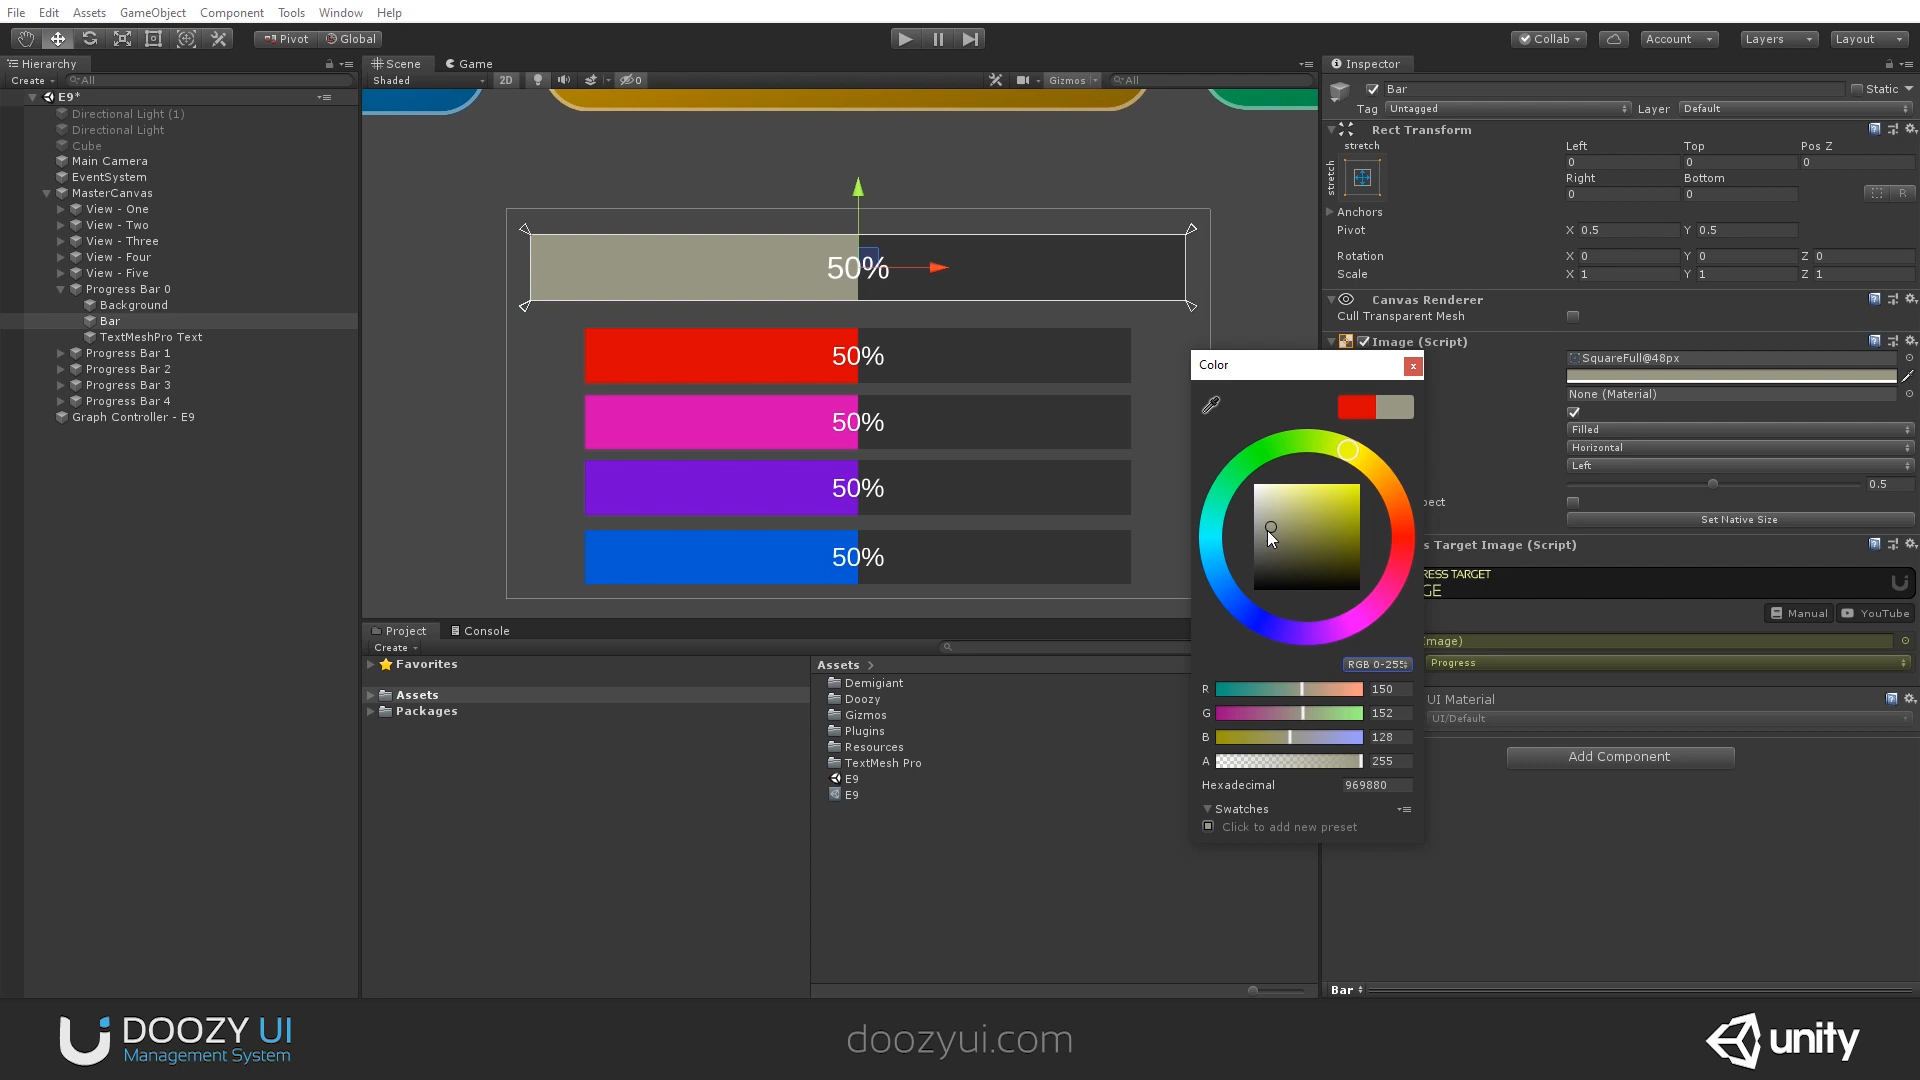 File Edit Assets GameObject Component Tools Window Help
Pivot Global
Collab Account Layers Layout
Hierarchy
Create All
E9*
Directional Light (1)
Directional Light
Cube
Main Camera
EventSystem
MasterCanvas
View - One
View - Two
View - Three
View - Four
View - Five
Progress Bar 0
Background
Bar
TextMeshPro Text
Progress Bar 1
Progress Bar 2
Progress Bar 3
Progress Bar 4
Graph Controller - E9
Scene Game
Shaded 2D 0 Gizmos All
50%
50%
50%
50%
50%
Project Console
Create
Favorites
Assets
Packages
Assets
Demigiant
Doozy
Gizmos
Plugins
Resources
TextMesh Pro
E9
E9
Color
RGB 0-255
R 150
G 152
B 128
A 255
Hexadecimal 969880
Swatches
Click to add new preset
Inspector
Bar Static
Tag Untagged Layer Default
Rect Transform
stretch
stretch
Left Top Pos Z
0 0 0
Right Bottom
0 0 R
Anchors
Pivot X 0.5 Y 0.5
Rotation X 0 Y 0 Z 0
Scale X 1 Y 1 Z 1
Canvas Renderer
Cull Transparent Mesh
Image (Script)
SquareFull@48px
None (Material)
Filled
Horizontal
Left
0.5
ect
Set Native Size
s Target Image (Script)
RESS TARGET
GE
Manual YouTube
mage)
Progress
UI Material
UI/Default
Add Component
Bar
DOOZY UI
Management System
doozyui.com
unity